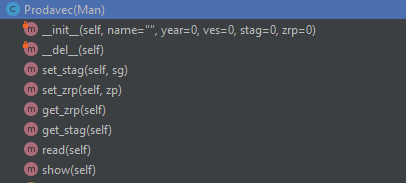 Prodavec(Man)
__init__(self, name="", year=0, ves=0, stag=0, zrp=0)
__del__(self)
set_stag(self, sg)
set_zrp(self, zp)
get_zrp(self)
get_stag(self)
read(self)
show(self)